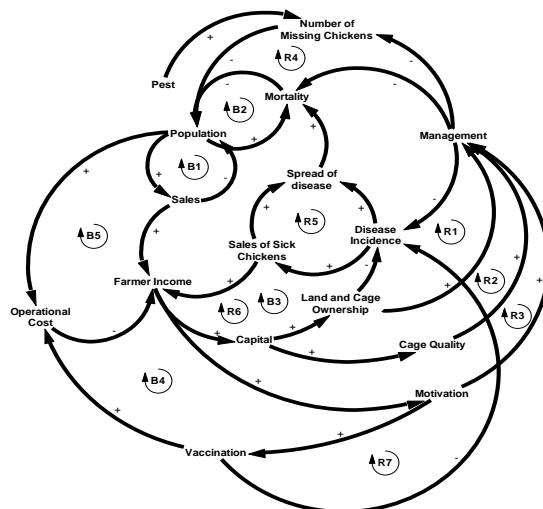 Number of
Missing Chickens
+
-
R4
Pest
-
-
Mortality
B2
Population
+
+
Management
B1
+
-
-
+
Spread of
disease
Sales
B5
+
+
R5
R1
Disease
Incidence
Sales of Sick
Chickens
+
+
-
R2
+
Farmer Income
+
B3
R6
Land and Cage
Ownership
+
R3
Operational
Cost
-
+
+
Capital
+
Cage Quality
+
+
B4
+
Motivation
+
+
Vaccination
R7
-